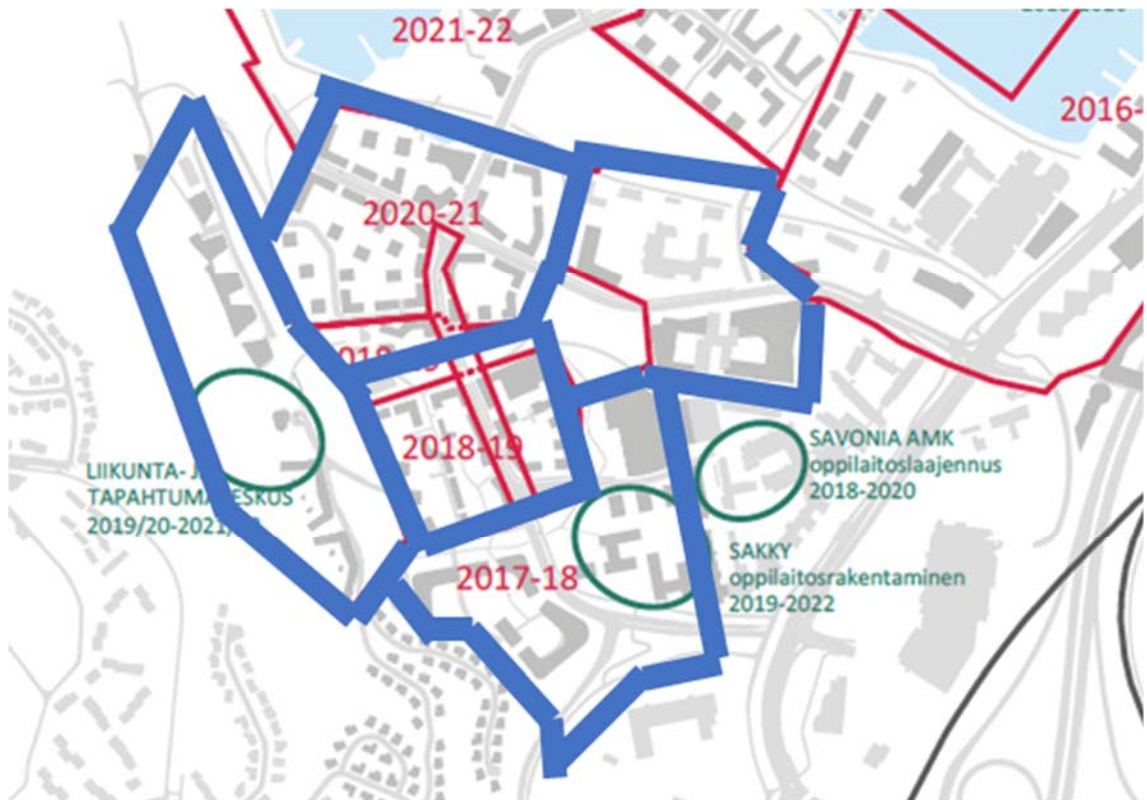 2021-22
2016-
2020-21
2018-19
LIIKUNTA- J
TAPAHTUMAKESKUS
2019/20-2021/
SAVONIA AMK
oppilaitoslaajennus
2018-2020
2017-18
SAKKY
oppilaitosrakentaminen
2019-2022